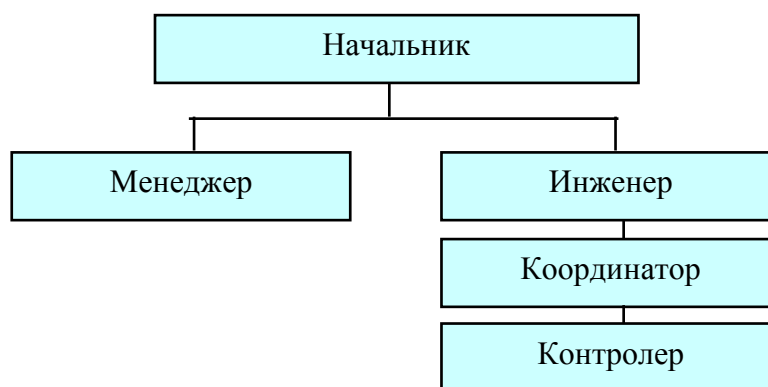 Начальник
Менеджер
Инженер
Координатор
Контролер